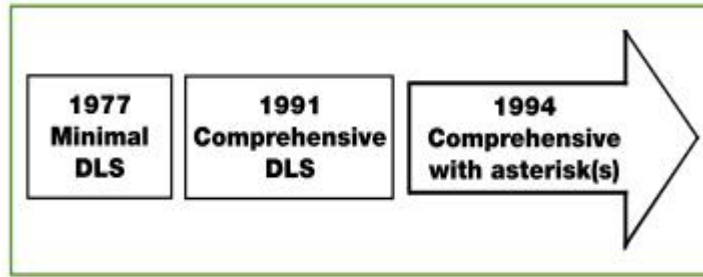 1977
Minimal
DLS
1991
Comprehensive
DLS
1994
Comprehensive
with asterisk(s)